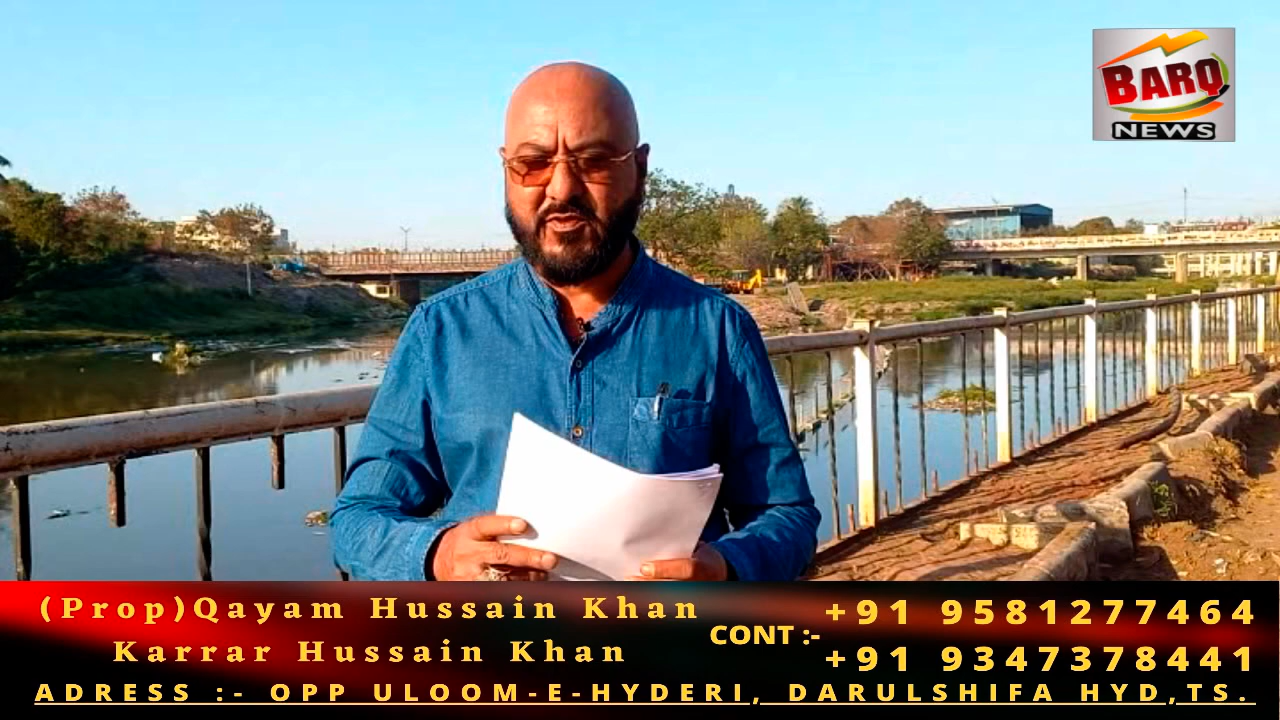 BARQ
NEWS
(Prop)Qayam Hussain Khan
Karrar Hussain Khan
CONT :-
+91 9581277464
+91 9347378441
ADRESS :- OPP ULOOM-E-HYDERI, DARULSHIFA HYD,TS.